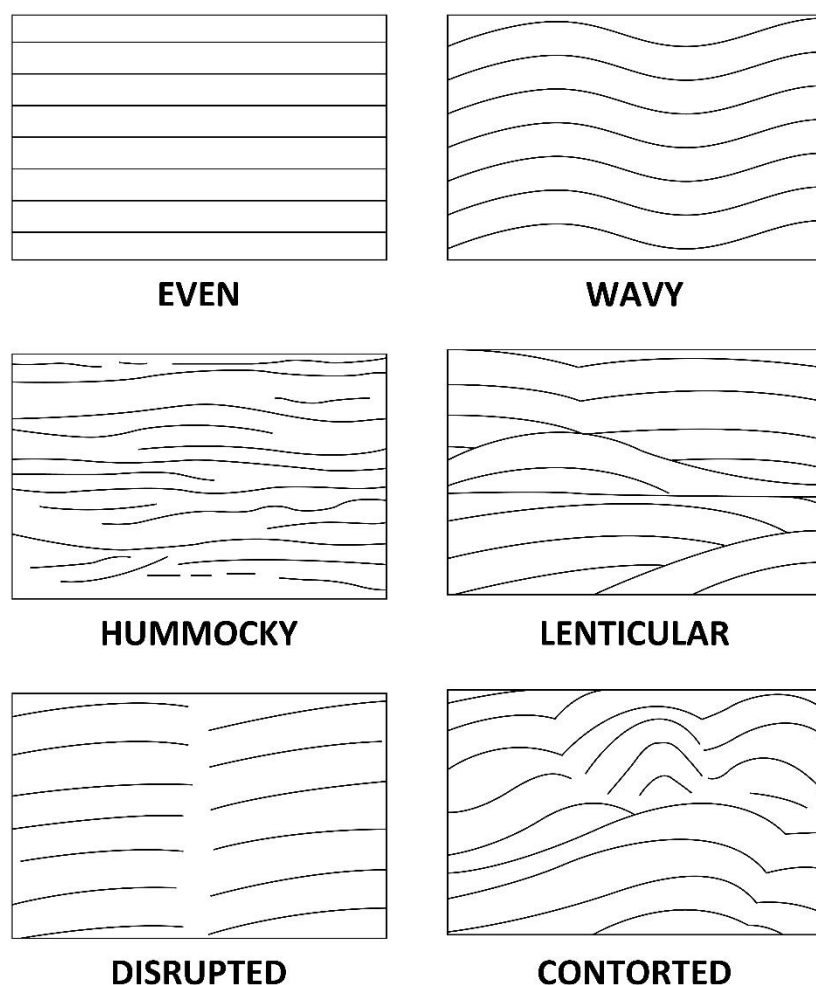 EVEN
WAVY
HUMMOCKY
LENTICULAR
DISRUPTED
CONTORTED